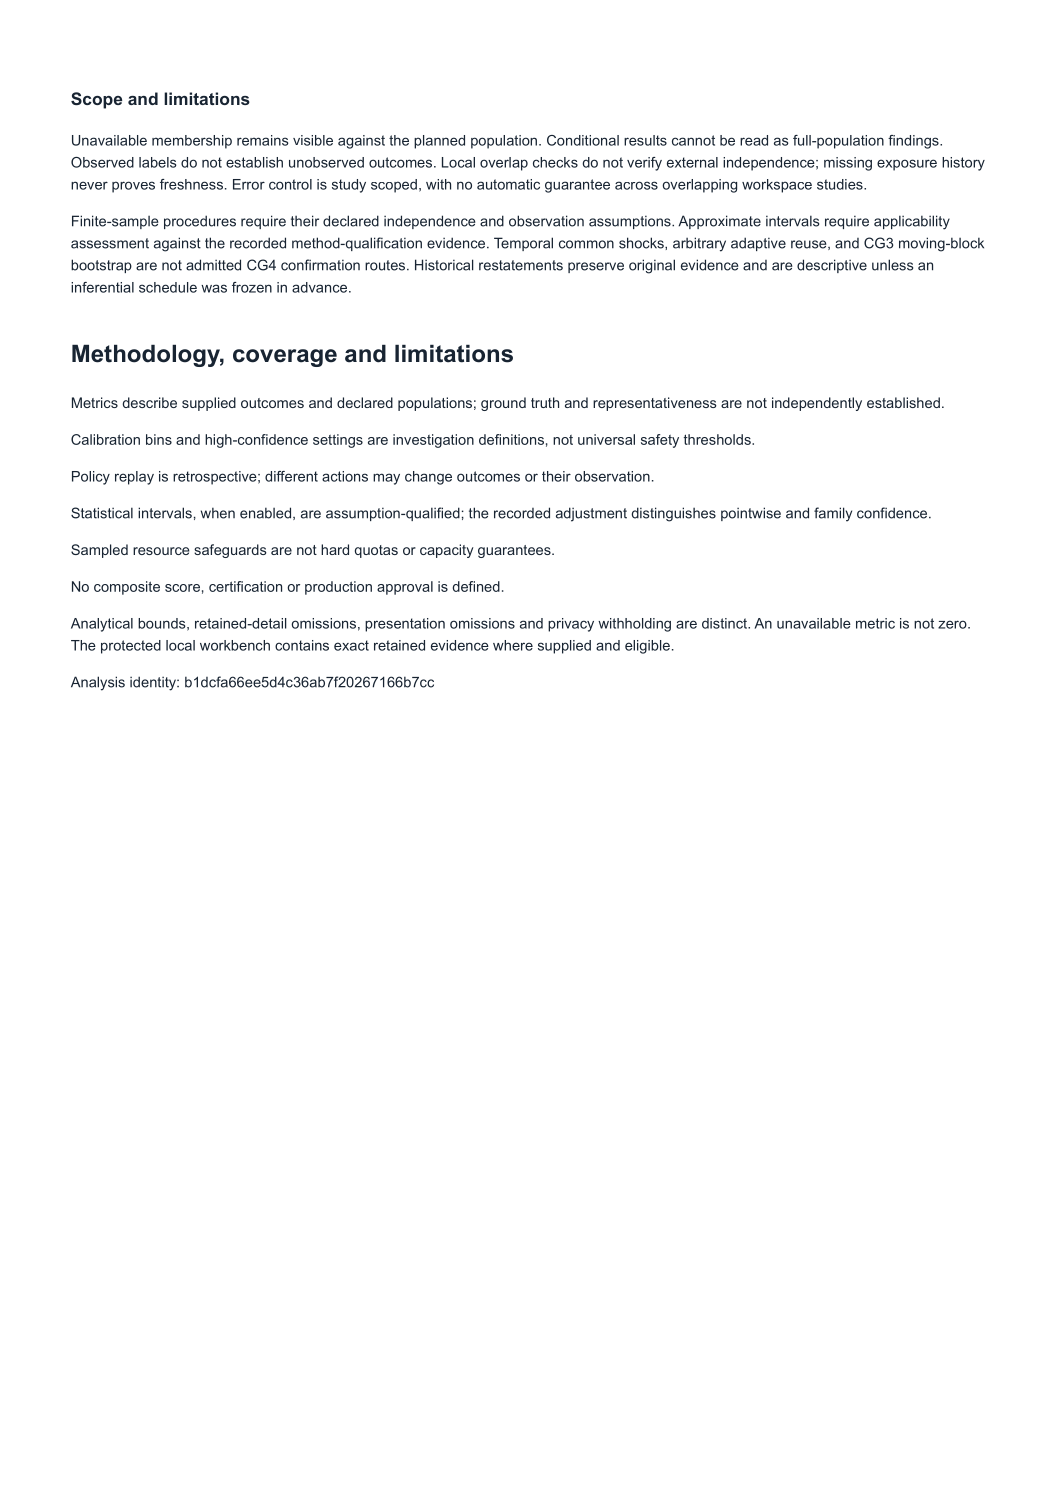 Scope and limitations
Unavailable membership remains visible against the planned population. Conditional results cannot be read as full-population findings.
Observed labels do not establish unobserved outcomes. Local overlap checks do not verify external independence; missing exposure history
never proves freshness. Error control is study scoped, with no automatic guarantee across overlapping workspace studies.
Finite-sample procedures require their declared independence and observation assumptions. Approximate intervals require applicability
assessment against the recorded method-qualification evidence. Temporal common shocks, arbitrary adaptive reuse, and CG3 moving-block
bootstrap are not admitted CG4 confirmation routes. Historical restatements preserve original evidence and are descriptive unless an
inferential schedule was frozen in advance.
Methodology, coverage and limitations
Metrics describe supplied outcomes and declared populations; ground truth and representativeness are not independently established.
Calibration bins and high-confidence settings are investigation definitions, not universal safety thresholds.
Policy replay is retrospective; different actions may change outcomes or their observation.
Statistical intervals, when enabled, are assumption-qualified; the recorded adjustment distinguishes pointwise and family confidence.
Sampled resource safeguards are not hard quotas or capacity guarantees.
No composite score, certification or production approval is defined.
Analytical bounds, retained-detail omissions, presentation omissions and privacy withholding are distinct. An unavailable metric is not zero.
The protected local workbench contains exact retained evidence where supplied and eligible.
Analysis identity: b1dcfa66ee5d4c36ab7f20267166b7cc